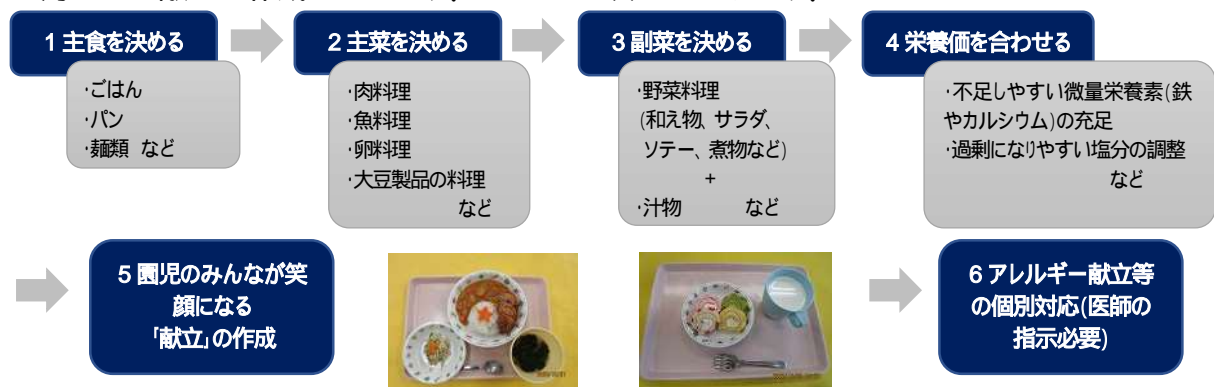 1 主食を決める
・ごはん
・パン
・麺類 など
2 主菜を決める
・肉料理
・魚料理
・卵料理
・大豆製品の料理
など
3 副菜を決める
・野菜料理
(和え物、サラダ、
ソテー、煮物など)
+
・汁物 など
4 栄養価を合わせる
・不足しやすい微量栄養素(鉄
やカルシウム)の充足
・過剰になりやすい塩分の調整
など
5 園児のみんなが笑
顔になる
「献立」の作成
6 アレルギー献立等
の個別対応(医師の
指示必要)